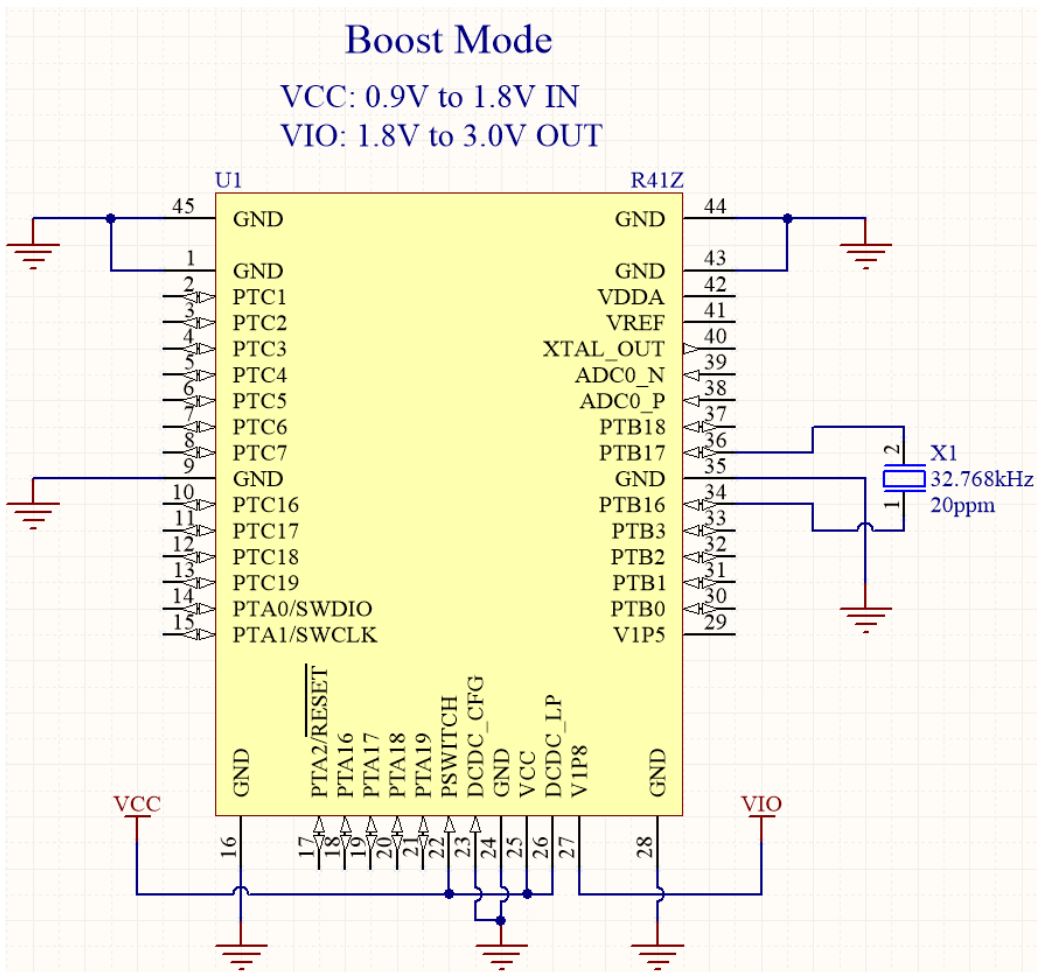 Boost Mode
VCC: 0.9V to 1.8V IN
VIO: 1.8V to 3.0V OUT
U1
R41Z
45 GND
GND 44
1 GND
GND 43
2 PTC1
VDDA 42
3 PTC2
VREF 41
4 PTC3
XTAL_OUT 40
5 PTC4
ADC0_N 39
6 PTC5
ADC0_P 38
7 PTC6
PTB18 37
8 PTC7
PTB17 36
9 GND
GND 35
10 PTC16
PTB16 34
11 PTC17
PTB3 33
12 PTC18
PTB2 32
13 PTC19
PTB1 31
14 PTA0/SWDIO
PTB0 30
15 PTA1/SWCLK
V1P5 29
2
X1
32.768kHz
20ppm
1
GND 16
PTA2/RESET 17
PTA16 18
PTA17 19
PTA18 20
PTA19 21
PSWITCH 22
DCDC_CFG 23
GND 24
VCC 25
DCDC_LP 26
V1P8 27
GND 28
VCC
VIO